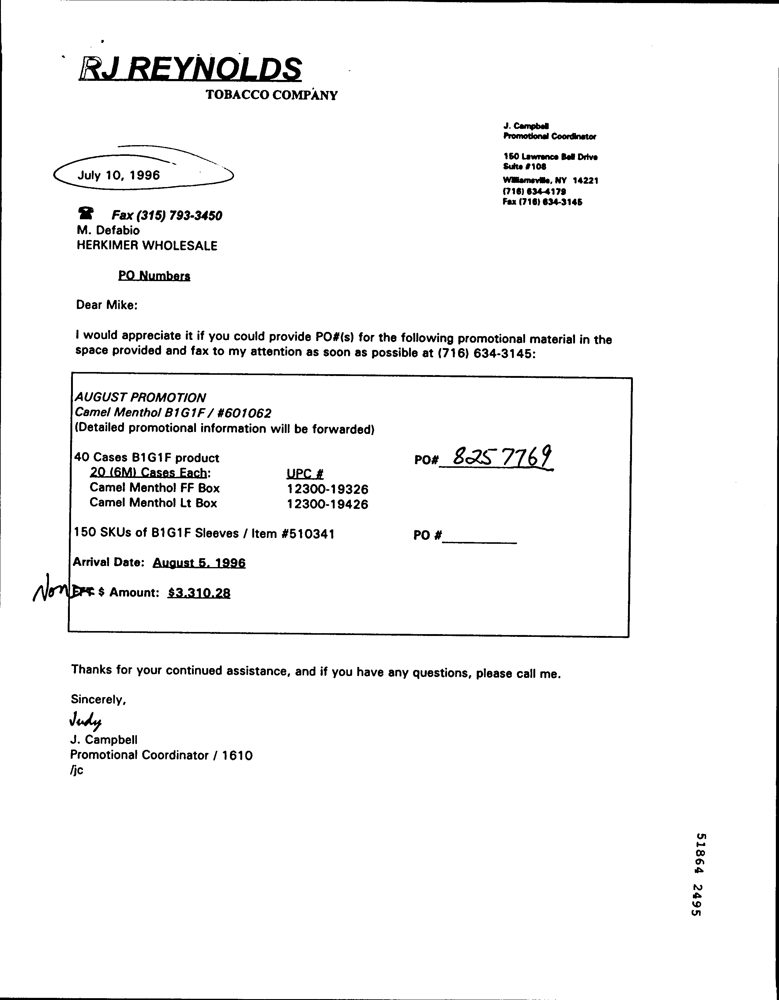 RJ REYNOLDS
TOBACCO COMPANY
J. Campbell
Promotional Coordinator
150 Lawrence Bell Drive
Suite #108
Williamsville, NY 14221
(716) 634-4179
Fax (716) 634-3145
July 10, 1996
Fax (315) 793-3450
M. Defabio
HERKIMER WHOLESALE
PO Numbers
Dear Mike:
I would appreciate it if you could provide PO#(s) for the following promotional material in the
space provided and fax to my attention as soon as possible at (716) 634-3145:
AUGUST PROMOTION
Camel Menthol B1G1F / #601062
(Detailed promotional information will be forwarded)
40 Cases B1G1F product PO# 8257769
20 (6M) Cases Each: UPC #
Camel Menthol FF Box 12300-19326
Camel Menthol Lt Box 12300-19426
150 SKUs of B1G1F Sleeves / Item #510341 PO #
Arrival Date: August 5, 1996
Non EFT $ Amount: $3,310.28
Thanks for your continued assistance, and if you have any questions, please call me.
Sincerely,
Judy
J. Campbell
Promotional Coordinator / 1610
/jc
51864 2495